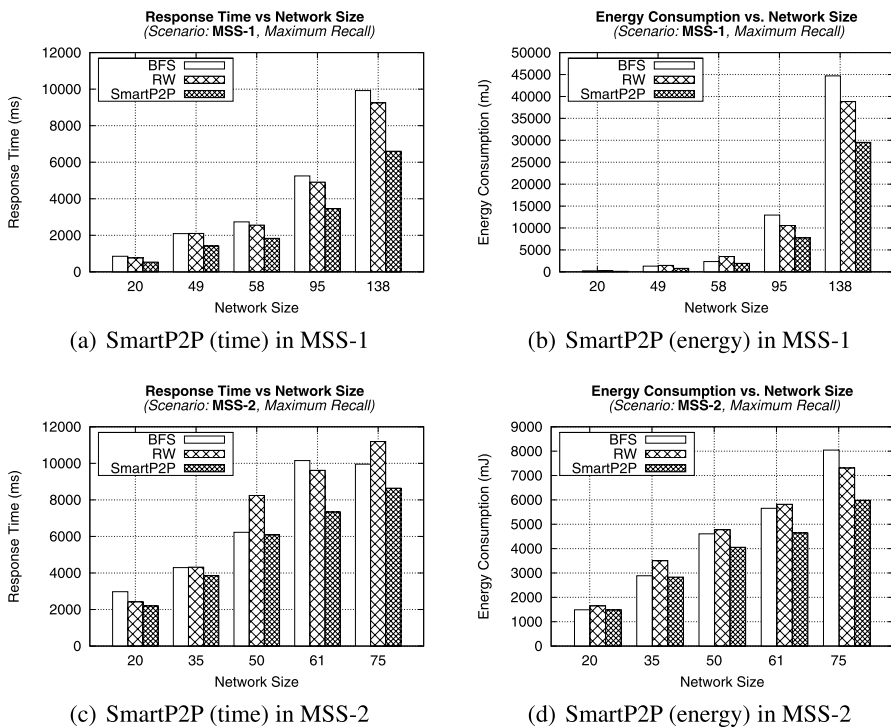 Response Time vs Network Size
(Scenario: MSS-1, Maximum Recall)
Response Time (ms)
12000
10000
8000
6000
4000
2000
0
BFS
RW
SmartP2P
20 49 58 95 138
Network Size
(a) SmartP2P (time) in MSS-1
Energy Consumption vs. Network Size
(Scenario: MSS-1, Maximum Recall)
Energy Consumption (mJ)
50000
45000
40000
35000
30000
25000
20000
15000
10000
5000
0
BFS
RW
SmartP2P
20 49 58 95 138
Network Size
(b) SmartP2P (energy) in MSS-1
Response Time vs Network Size
(Scenario: MSS-2, Maximum Recall)
Response Time (ms)
12000
10000
8000
6000
4000
2000
0
BFS
RW
SmartP2P
20 35 50 61 75
Network Size
(c) SmartP2P (time) in MSS-2
Energy Consumption vs. Network Size
(Scenario: MSS-2, Maximum Recall)
Energy Consumption (mJ)
9000
8000
7000
6000
5000
4000
3000
2000
1000
0
BFS
RW
SmartP2P
20 35 50 61 75
Network Size
(d) SmartP2P (energy) in MSS-2